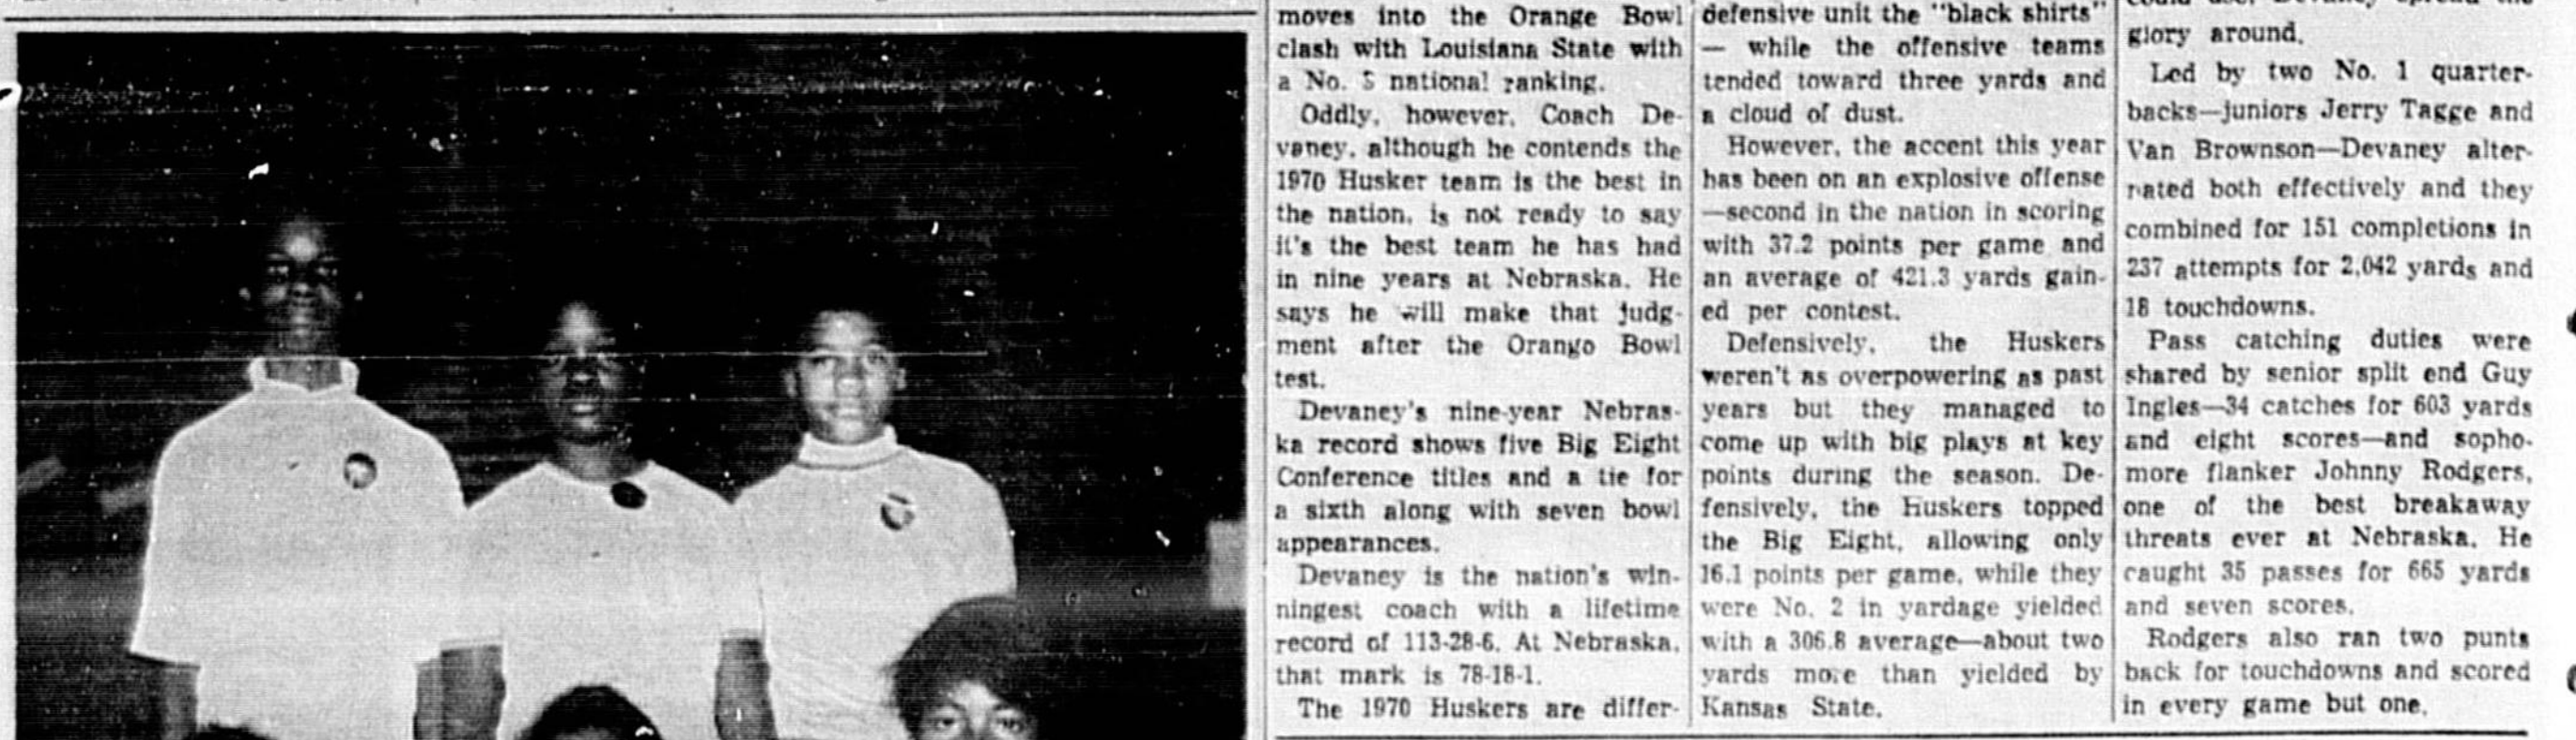 moves into the Orange Bowl
clash with Louisiana State with
a No. 5 national ranking.
Oddly, however, Coach De-
vaney, although he contends the
1970 Husker team is the best in
the nation, is not ready to say
it's the best team he has had
in nine years at Nebraska. He
says he will make that judg-
ment after the Orango Bowl
test.
Devaney's nine-year Nebras-
ka record shows five Big Eight
Conference titles and a tie for
a sixth along with seven bowl
appearances.
Devaney is the nation's win-
ningest coach with a lifetime
record of 113-28-6. At Nebraska,
that mark is 78-18-1.
The 1970 Huskers are differ-
defensive unit the "black shirts"
— while the offensive teams
tended toward three yards and
a cloud of dust.
However, the accent this year
has been on an explosive offense
—second in the nation in scoring
with 37.2 points per game and
an average of 421.3 yards gain-
ed per contest.
Defensively, the Huskers
weren't as overpowering as past
years but they managed to
come up with big plays at key
points during the season. De-
fensively, the Huskers topped
the Big Eight, allowing only
16.1 points per game, while they
were No. 2 in yardage yielded
with a 306.8 average—about two
yards more than yielded by
Kansas State.
could use, Devaney spread the
glory around.
Led by two No. 1 quarter-
backs—juniors Jerry Tagge and
Van Brownson—Devaney alter-
nated both effectively and they
combined for 151 completions in
237 attempts for 2,042 yards and
18 touchdowns.
Pass catching duties were
shared by senior split end Guy
Ingles—34 catches for 603 yards
and eight scores—and sopho-
more flanker Johnny Rodgers,
one of the best breakaway
threats ever at Nebraska. He
caught 35 passes for 665 yards
and seven scores.
Rodgers also ran two punts
back for touchdowns and scored
in every game but one.